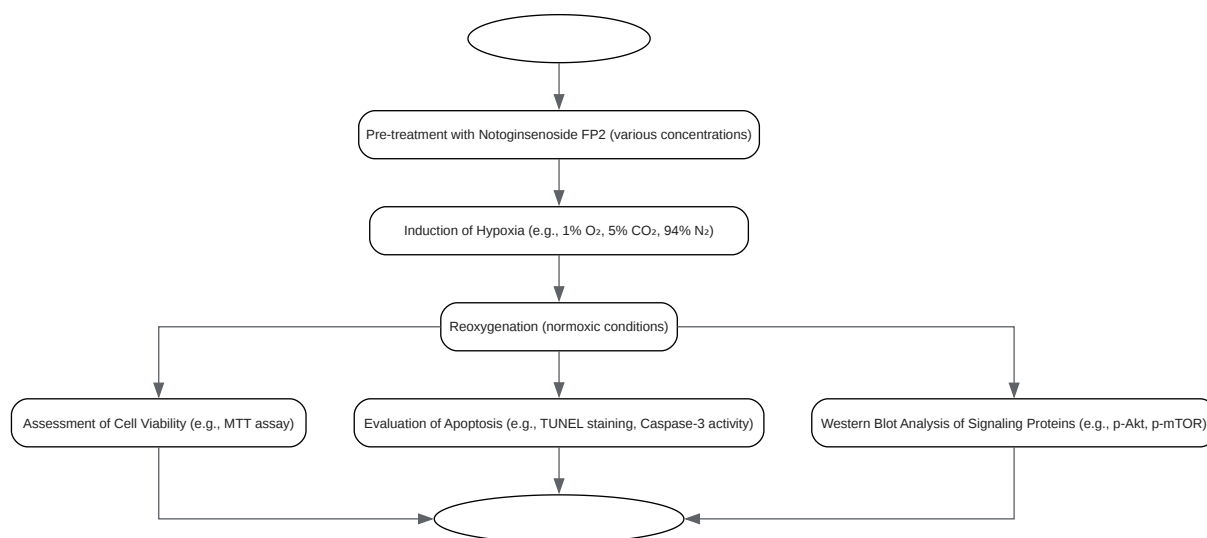 Pre-treatment with Notoginsenoside FP2 (various concentrations)
Induction of Hypoxia (e.g., 1% O₂, 5% CO₂, 94% N₂)
Reoxygenation (normoxic conditions)
Assessment of Cell Viability (e.g., MTT assay)
Evaluation of Apoptosis (e.g., TUNEL staining, Caspase-3 activity)
Western Blot Analysis of Signaling Proteins (e.g., p-Akt, p-mTOR)